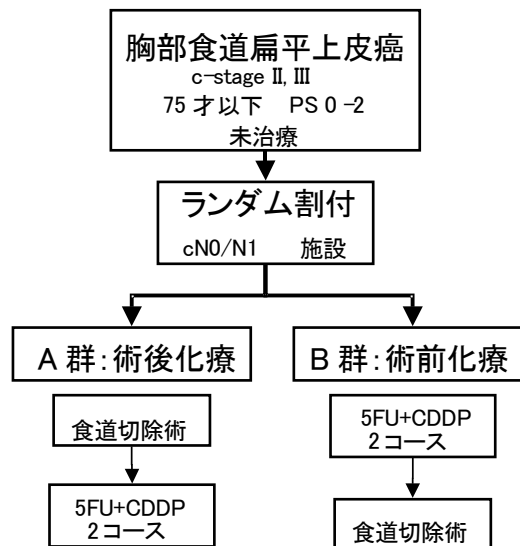 胸部食道扁平上皮癌
c-stage II, III
75 才以下 PS 0 -2
未治療
ランダム割付
cN0/N1 施設
A 群:術後化療
B 群:術前化療
食道切除術
5FU+CDDP
2コース
5FU+CDDP
2コース
食道切除術